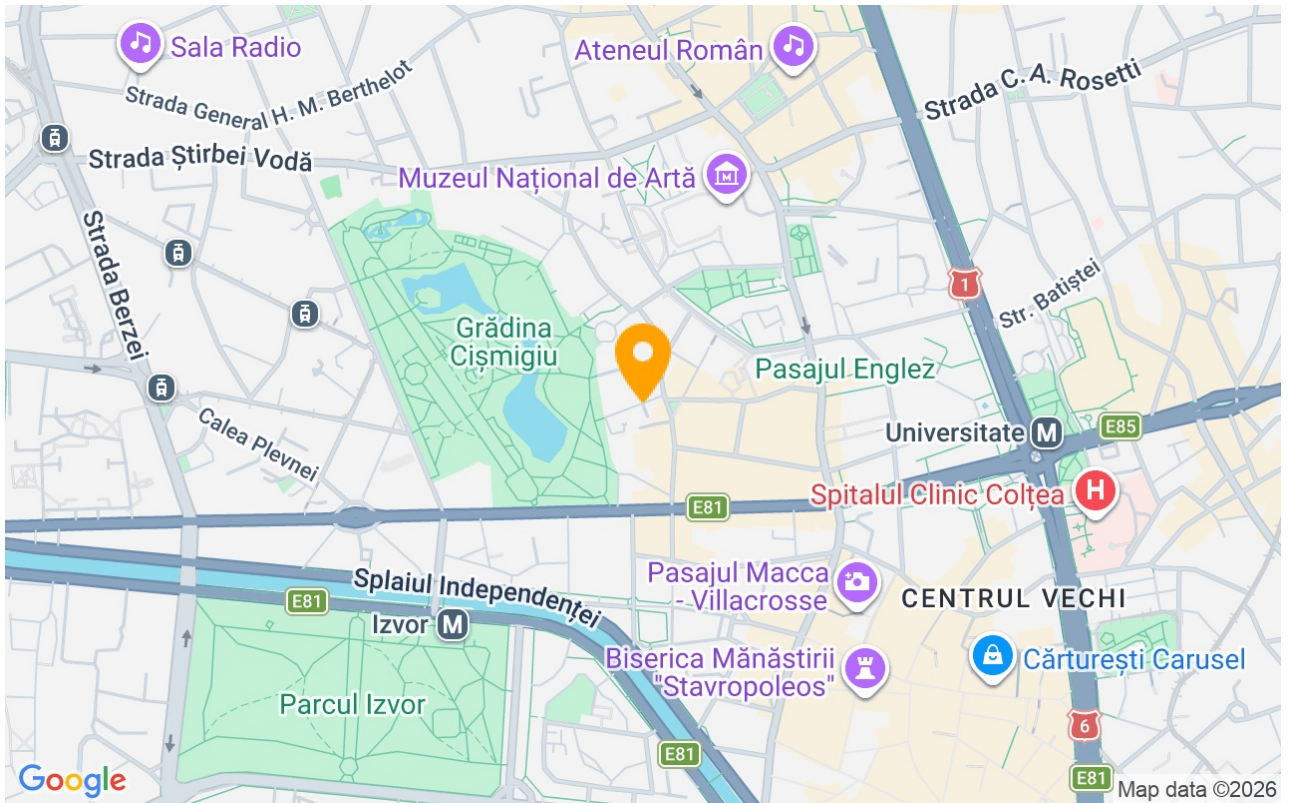 Sala Radio
Ateneul Român
Strada C. A. Rosetti
Strada General H. M. Berthelot
Strada Știrbei Vodă
Muzeul Național de Artă
M
Strada Berzei
1
Str. Batiștei
Grădina
Cișmigiu
Pasajul Englez
Calea Plevnei
Universitate M
E85
E81
Spitalul Clinic Colțea H
Splaiul Independenței
Pasajul Macca
- Villacrosse
CENTRUL VECHI
E81
Izvor M
Biserica Mănăstirii
"Stavropoleos"
Cărturești Carusel
Parcul Izvor
6
E81
E81
Google
Map data ©2026